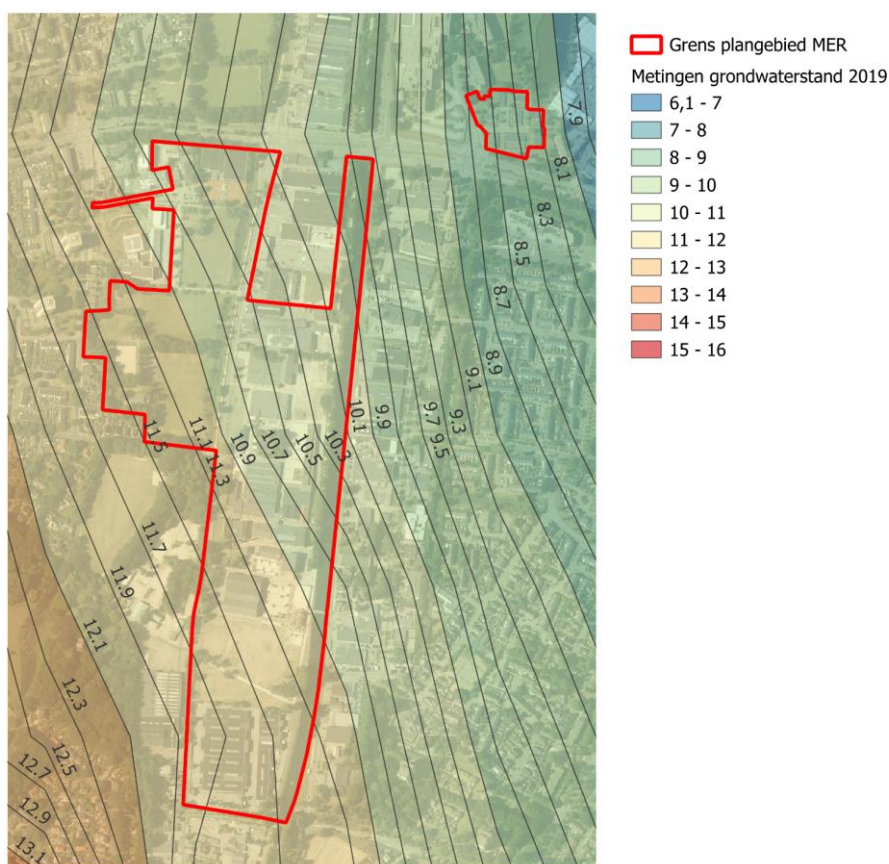 Grens plangebied MER
Metingen grondwaterstand 2019
6,1 - 7
7 - 8
8 - 9
9 - 10
10 - 11
11 - 12
12 - 13
13 - 14
14 - 15
15 - 16
7.9
8.1
8.3
8.5
8.7
8.9
9.1
9.3
9.5
9.7
9.9
10.1
10.3
10.5
10.7
10.9
11.1
11.3
11.5
11.7
11.9
12.1
12.3
12.5
12.7
12.9
13.1